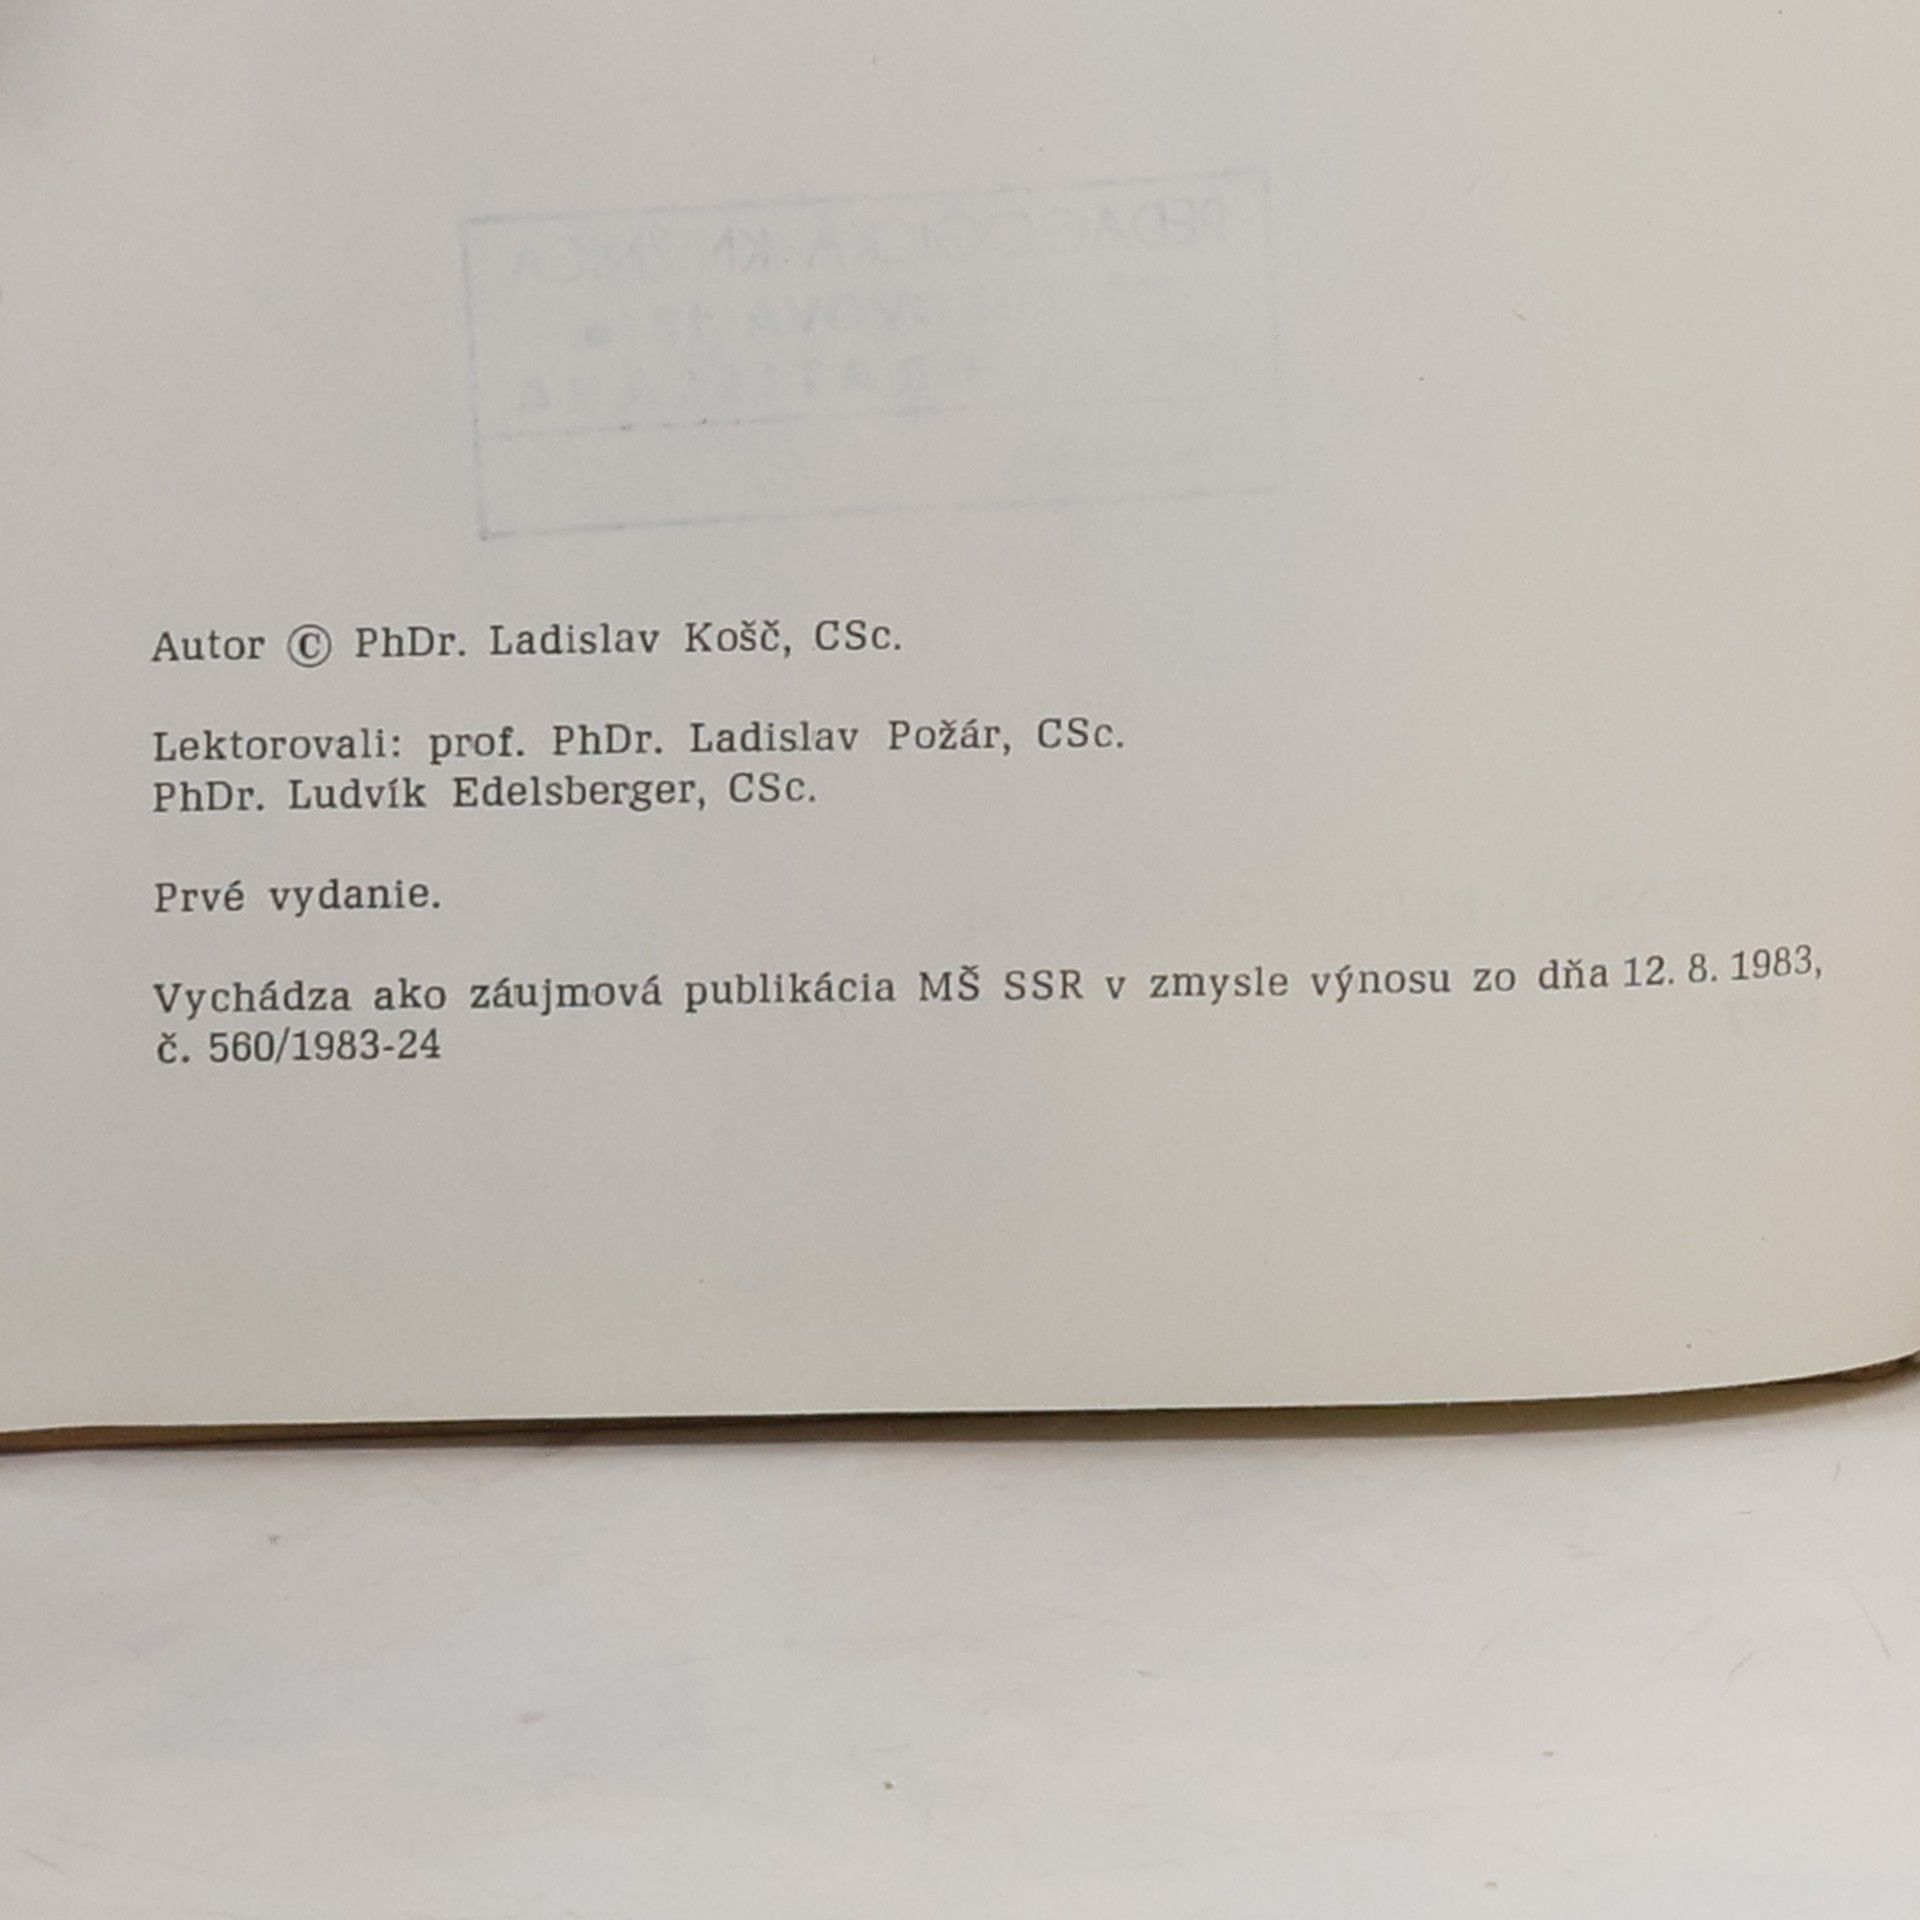 Autor © PhDr. Ladislav Košč, CSc.
Lektorovali: prof. PhDr. Ladislav Požár, CSc.
PhDr. Ludvík Edelsberger, CSc.
Prvé vydanie.
Vychádza ako záujmová publikácia MŠ SSR v zmysle výnosu zo dňa 12. 8. 1983,
č. 560/1983-24